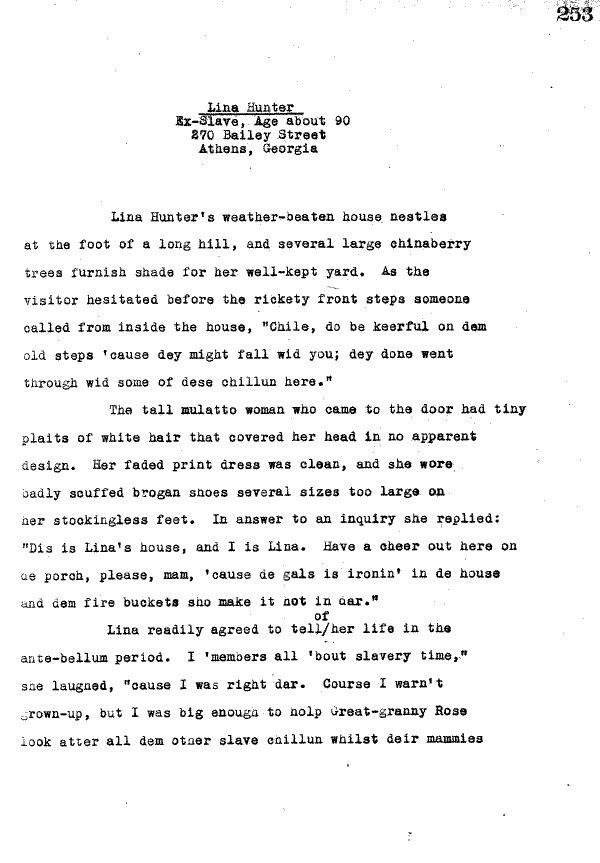 253
Lina Hunter
Ex-Slave, Age about 90
270 Bailey Street
Athens, Georgia
Lina Hunter's weather-beaten house nestles
at the foot of a long hill, and several large chinaberry
trees furnish shade for her well-kept yard. As the
visitor hesitated before the rickety front steps someone
called from inside the house, "Chile, do be keerful on dem
old steps 'cause dey might fall wid you; dey done went
through wid some of dese chillun here."
The tall mulatto woman who came to the door had tiny
plaits of white hair that covered her head in no apparent
design. Her faded print dress was clean, and she wore
badly scuffed brogan shoes several sizes too large on
her stockingless feet. In answer to an inquiry she replied:
"Dis is Lina's house, and I is Lina. Have a cheer out here on
de porch, please, mam, 'cause de gals is ironin' in de house
and dem fire buckets sho make it hot in dar."
of
Lina readily agreed to tell/her life in the
ante-bellum period. I 'members all 'bout slavery time,"
she laughed, "cause I was right dar. Course I warn't
grown-up, but I was big enough to holp Great-granny Rose
look atter all dem other slave chillun whilst deir mammies